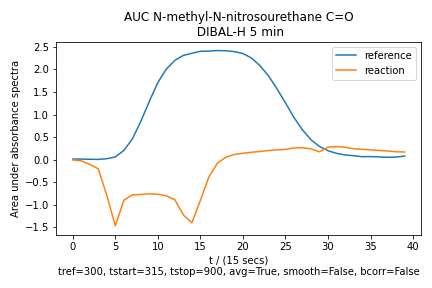 AUC N-methyl-N-nitrosourethane C=O
DIBAL-H 5 min
2.5
2.0
1.5
1.0
0.5
0.0
−0.5
−1.0
−1.5
Area under absorbance spectra
reference
reaction
0 5 10 15 20 25 30 35 40
t / (15 secs)
tref=300, tstart=315, tstop=900, avg=True, smooth=False, bcorr=False